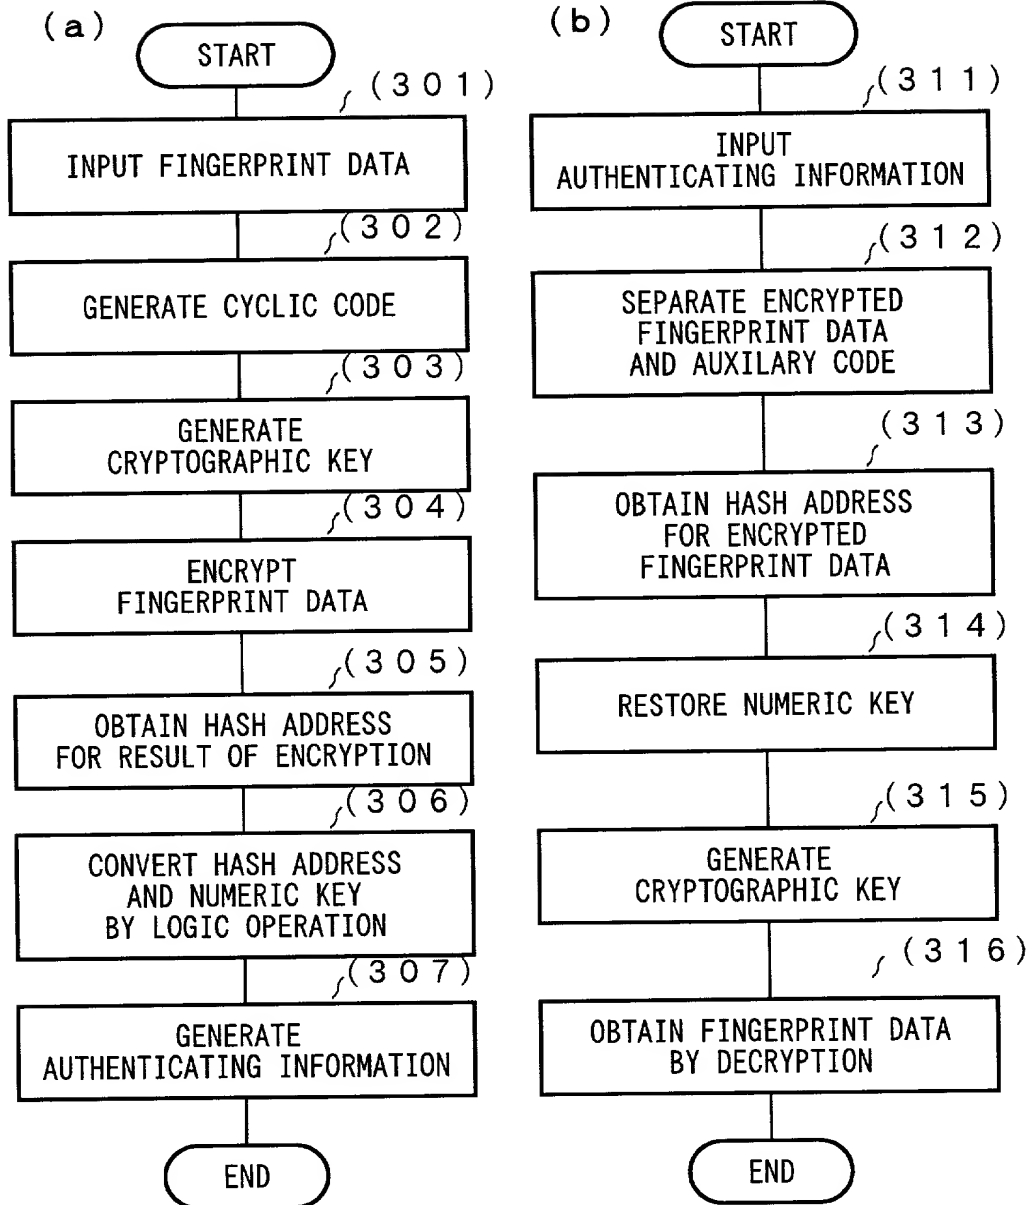 (a)
START
(301)
INPUT FINGERPRINT DATA
(302)
GENERATE CYCLIC CODE
(303)
GENERATE
CRYPTOGRAPHIC KEY
(304)
ENCRYPT
FINGERPRINT DATA
(305)
OBTAIN HASH ADDRESS
FOR RESULT OF ENCRYPTION
(306)
CONVERT HASH ADDRESS
AND NUMERIC KEY
BY LOGIC OPERATION
(307)
GENERATE
AUTHENTICATING INFORMATION
END
(b)
START
(311)
INPUT
AUTHENTICATING INFORMATION
(312)
SEPARATE ENCRYPTED
FINGERPRINT DATA
AND AUXILARY CODE
(313)
OBTAIN HASH ADDRESS
FOR ENCRYPTED
FINGERPRINT DATA
(314)
RESTORE NUMERIC KEY
(315)
GENERATE
CRYPTOGRAPHIC KEY
(316)
OBTAIN FINGERPRINT DATA
BY DECRYPTION
END